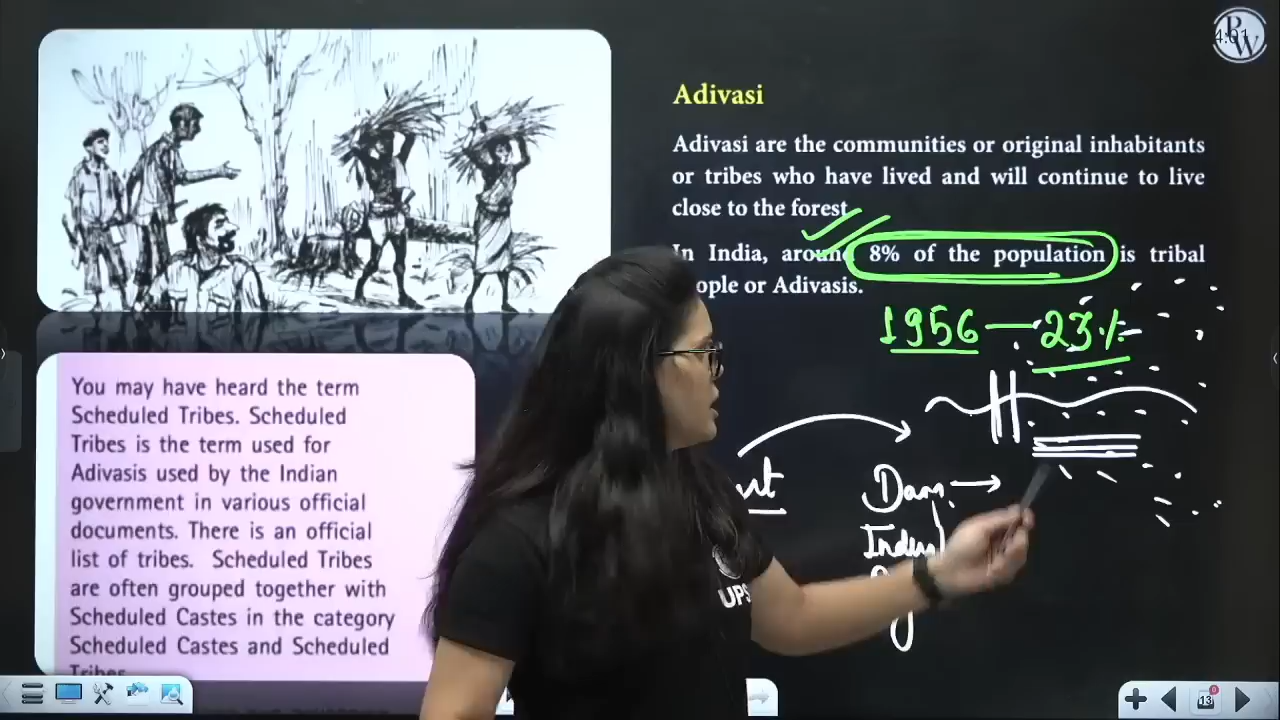 PW
Adivasi
Adivasi are the communities or original inhabitants
or tribes who have lived and will continue to live
close to the forest.
In India, around 8% of the population is tribal
ople or Adivasis.
1956 — 23%
Dam →
You may have heard the term
Scheduled Tribes. Scheduled
Tribes is the term used for
Adivasis used by the Indian
government in various official
documents. There is an official
list of tribes. Scheduled Tribes
are often grouped together with
Scheduled Castes in the category
Scheduled Castes and Scheduled
Tribes
UPS
13